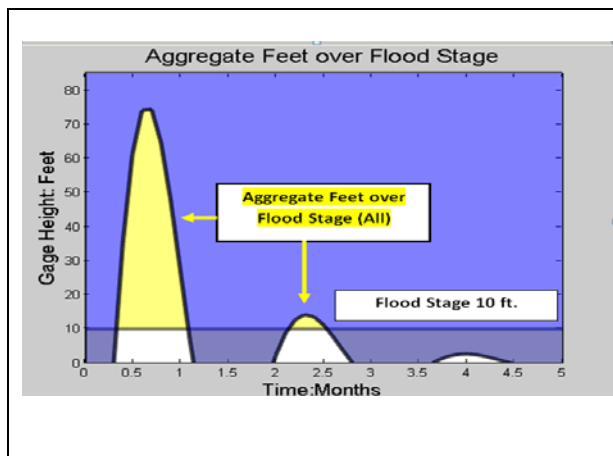 Aggregate Feet over Flood Stage
Gage Height: Feet
80
70
60
50
40
30
20
10
0
Aggregate Feet over
Flood Stage (All)
Flood Stage 10 ft.
0 0.5 1 1.5 2 2.5 3 3.5 4 4.5 5
Time:Months